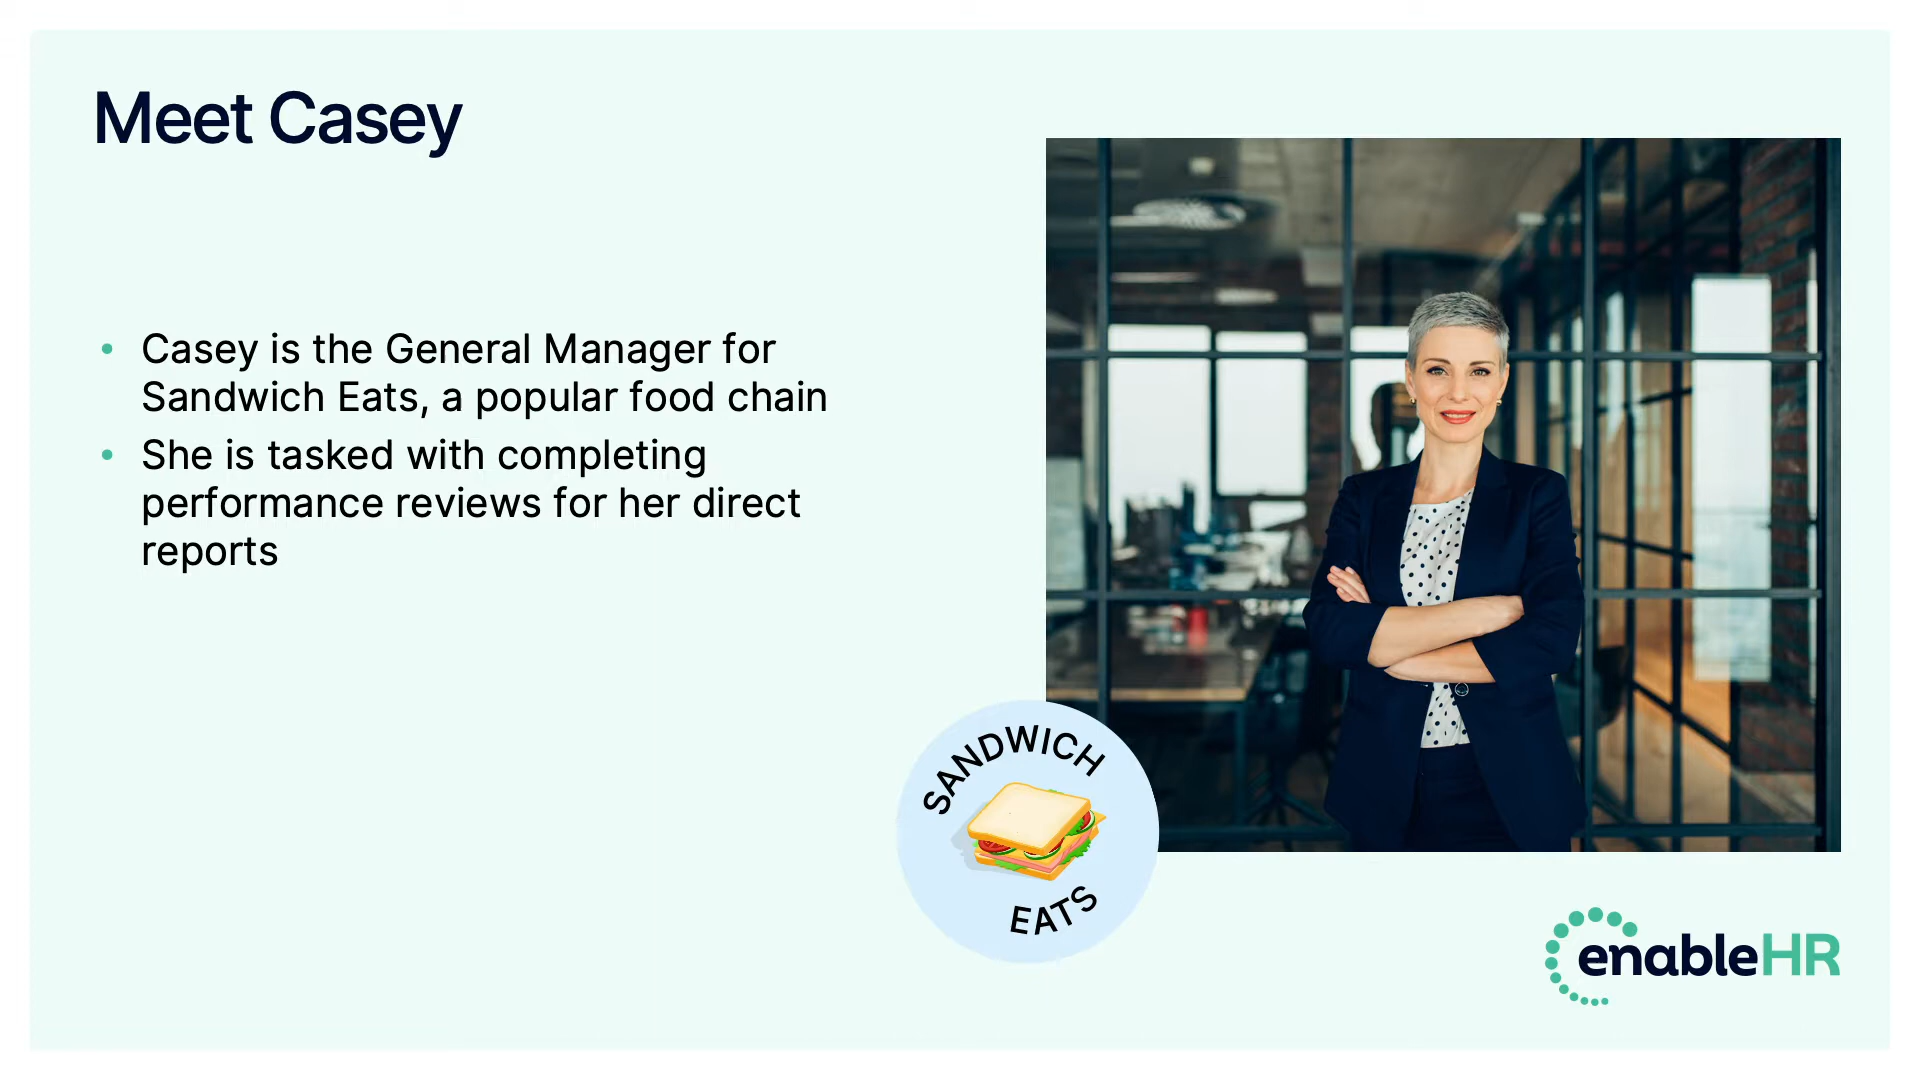 Meet Casey
• Casey is the General Manager for
Sandwich Eats, a popular food chain
• She is tasked with completing
performance reviews for her direct
reports
SANDWICH
EATS
enableHR